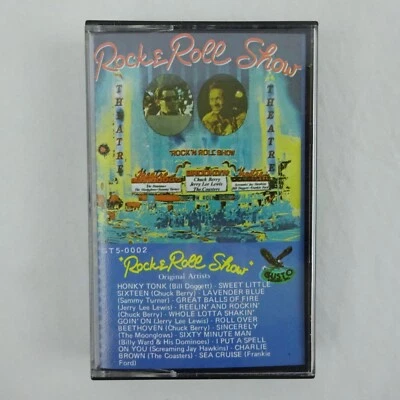 Rock & Roll Show
THEATRE
THEATRE
"ROCK'N ROLL SHOW"
BROOKLYN
Chuck Berry
Jerry Lee Lewis
The Coasters
GT5-0002
"Rock & Roll Show"
Original Artists
GUSTO
HONKY TONK (Bill Doggett) · SWEET LITTLE
SIXTEEN (Chuck Berry) · LAVENDER BLUE
(Sammy Turner) · GREAT BALLS OF FIRE
(Jerry Lee Lewis) · REELIN' AND ROCKIN'
(Chuck Berry) · WHOLE LOTTA SHAKIN'
GOIN' ON (Jerry Lee Lewis) · ROLL OVER
BEETHOVEN (Chuck Berry) · SINCERELY
(The Moonglows) · SIXTY MINUTE MAN
(Billy Ward & His Dominoes) · I PUT A SPELL
ON YOU (Screaming Jay Hawkins) · CHARLIE
BROWN (The Coasters) · SEA CRUISE (Frankie
Ford)